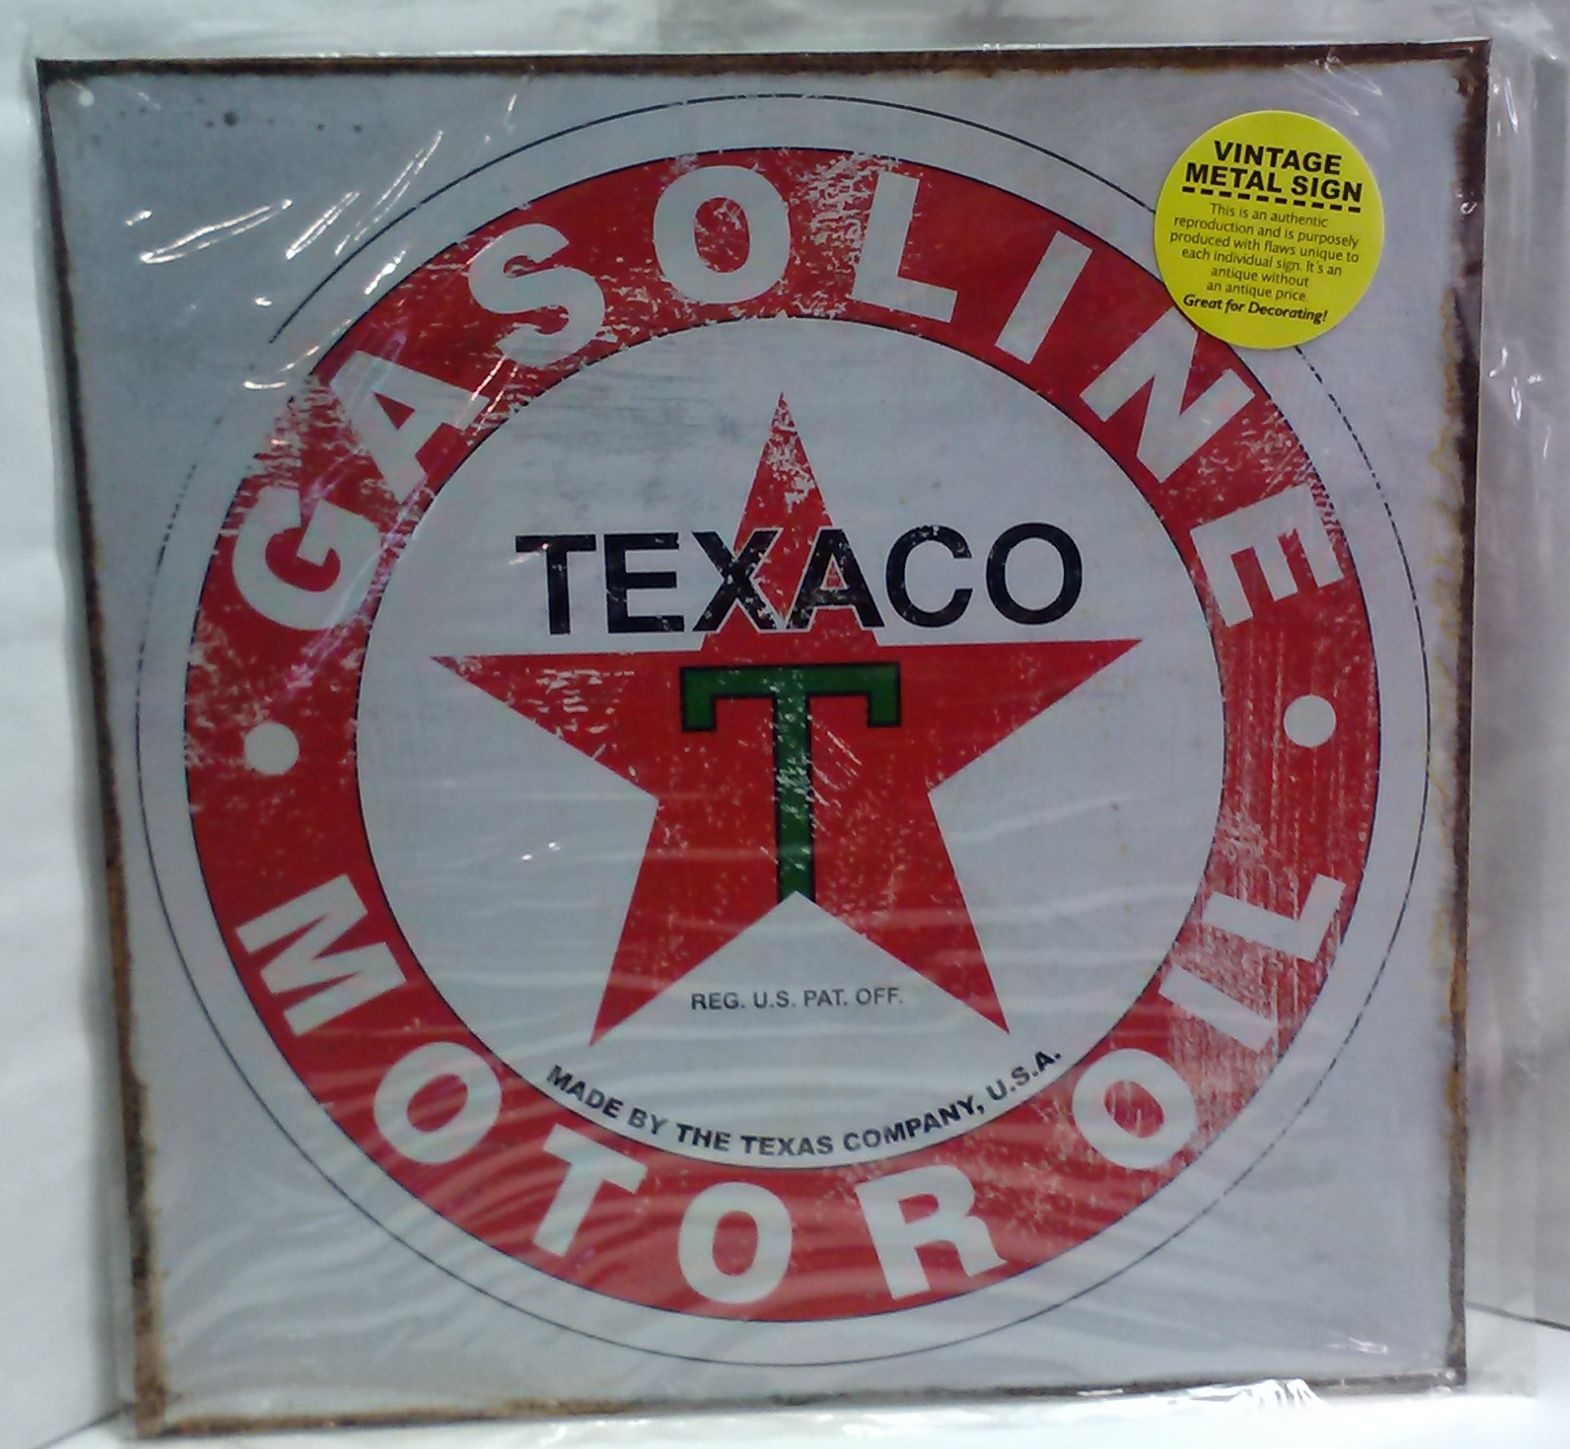 GASOLINE
VINTAGE
METAL SIGN
This is an authentic
reproduction and is purposely
produced with flaws unique to
each individual sign. It's an
antique without
an antique price.
Great for Decorating!
TEXACO
T
REG. U.S. PAT. OFF.
MADE BY THE TEXAS COMPANY, U.S.A.
MOTOR OIL